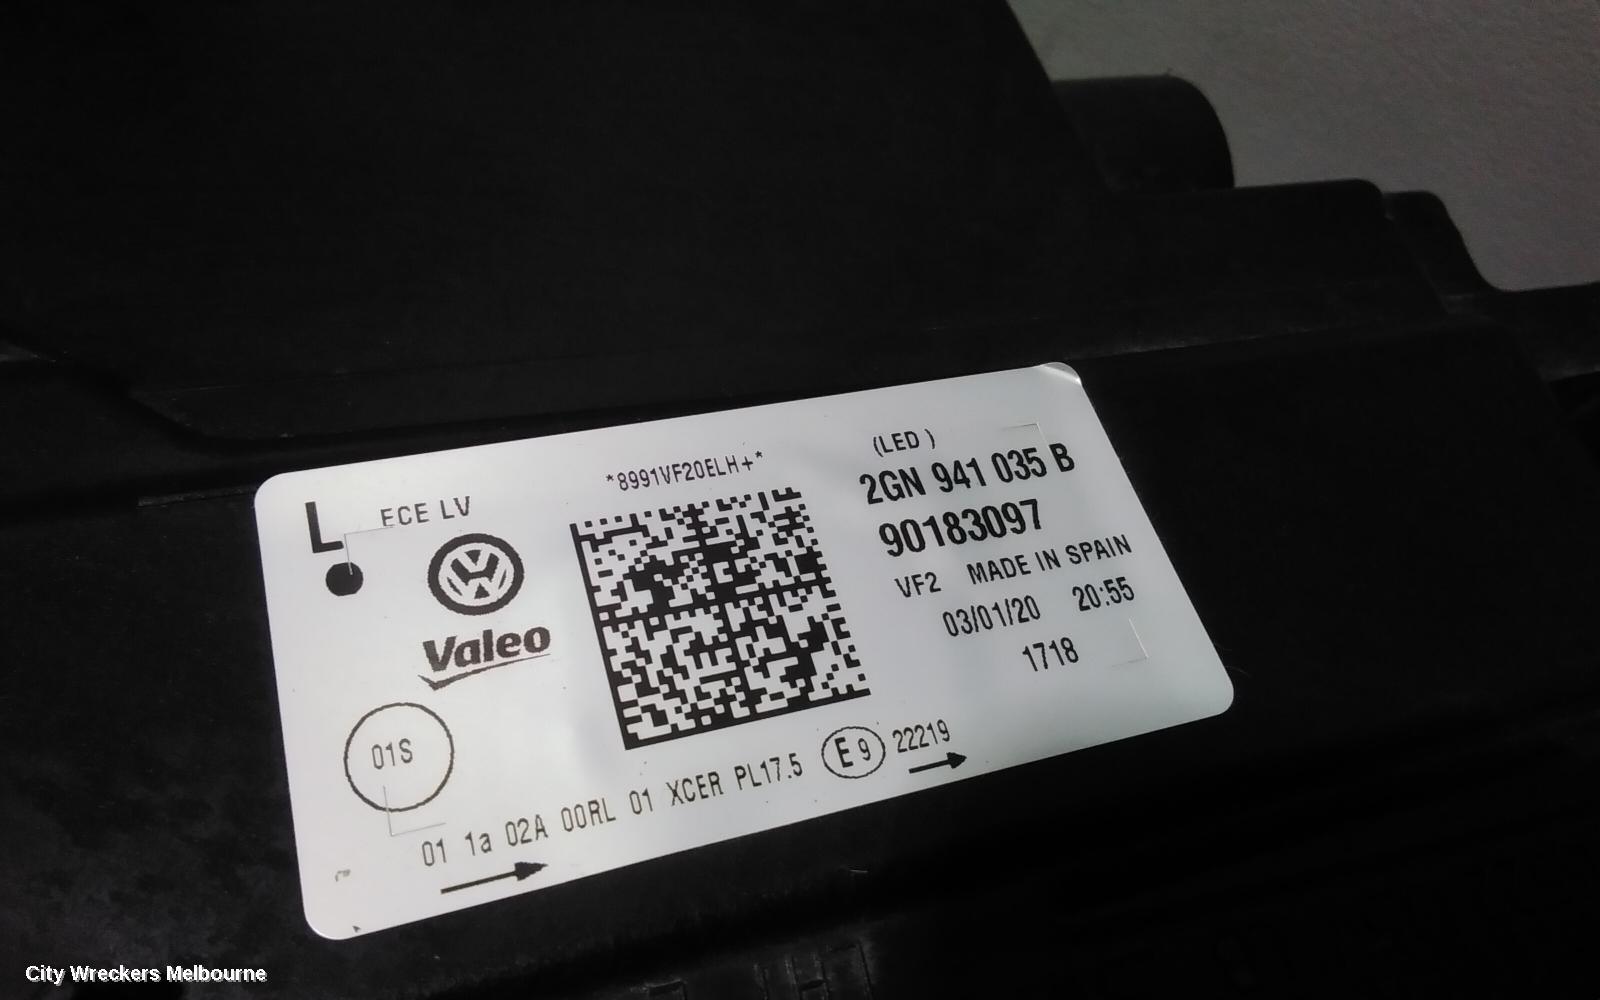 L ECE LV
*8991VF20ELH+*
(LED )
2GN 941 035 B
90183097
VF2 MADE IN SPAIN
03/01/20 20:55
1718
Valeo
01S
01 1a 02A 00RL 01 XCER PL17.5 E9 22219
City Wreckers Melbourne